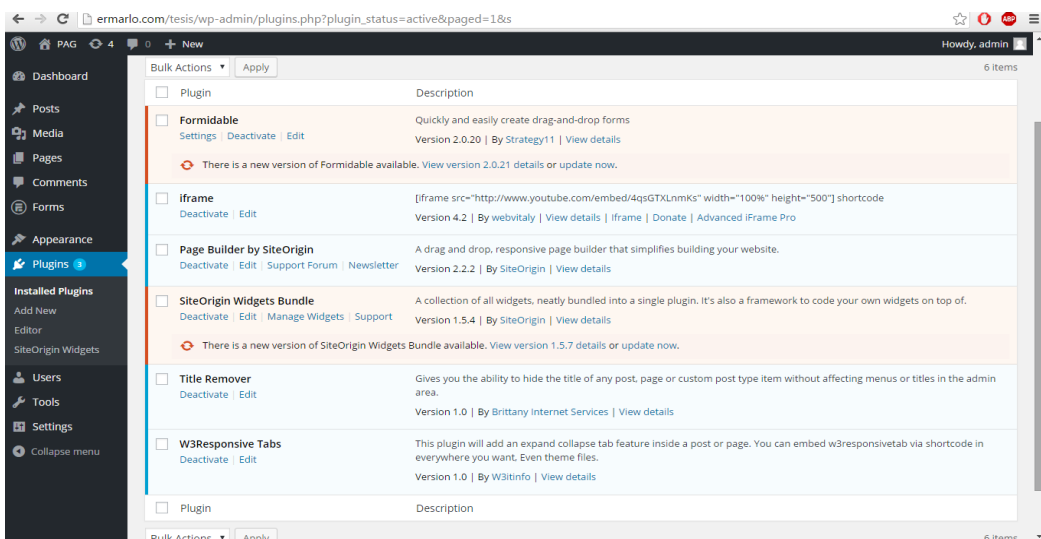 ermarlo.com/tesis/wp-admin/plugins.php?plugin_status=active&paged=1&s
ABP
PAG 4 0 + New Howdy, admin
Dashboard
Posts
Media
Pages
Comments
Forms
Appearance
Plugins 3
Installed Plugins
Add New
Editor
SiteOrigin Widgets
Users
Tools
Settings
Collapse menu
Bulk Actions Apply 6 items
Plugin Description
Formidable Quickly and easily create drag-and-drop forms
Settings | Deactivate | Edit Version 2.0.20 | By Strategy11 | View details
There is a new version of Formidable available. View version 2.0.21 details or update now.
iframe [iframe src="http://www.youtube.com/embed/4qsGTXLnmKs" width="100%" height="500"] shortcode
Deactivate | Edit Version 4.2 | By webvitaly | View details | Iframe | Donate | Advanced iFrame Pro
Page Builder by SiteOrigin A drag and drop, responsive page builder that simplifies building your website.
Deactivate | Edit | Support Forum | Newsletter Version 2.2.2 | By SiteOrigin | View details
SiteOrigin Widgets Bundle A collection of all widgets, neatly bundled into a single plugin. It's also a framework to code your own widgets on top of.
Deactivate | Edit | Manage Widgets | Support Version 1.5.4 | By SiteOrigin | View details
There is a new version of SiteOrigin Widgets Bundle available. View version 1.5.7 details or update now.
Title Remover Gives you the ability to hide the title of any post, page or custom post type item without affecting menus or titles in the admin
Deactivate | Edit area.
Version 1.0 | By Brittany Internet Services | View details
W3Responsive Tabs This plugin will add an expand collapse tab feature inside a post or page. You can embed w3responsivetab via shortcode in
Deactivate | Edit everywhere you want, Even theme files.
Version 1.0 | By W3itinfo | View details
Plugin Description
Bulk Actions Apply 6 items